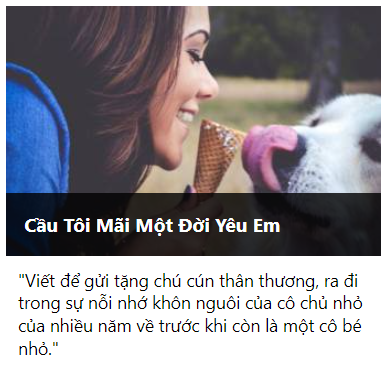 Cầu Tôi Mãi Một Đời Yêu Em
"Viết để gửi tặng chú cún thân thương, ra đi
trong sự nỗi nhớ khôn nguôi của cô chủ nhỏ
của nhiều năm về trước khi còn là một cô bé
nhỏ."